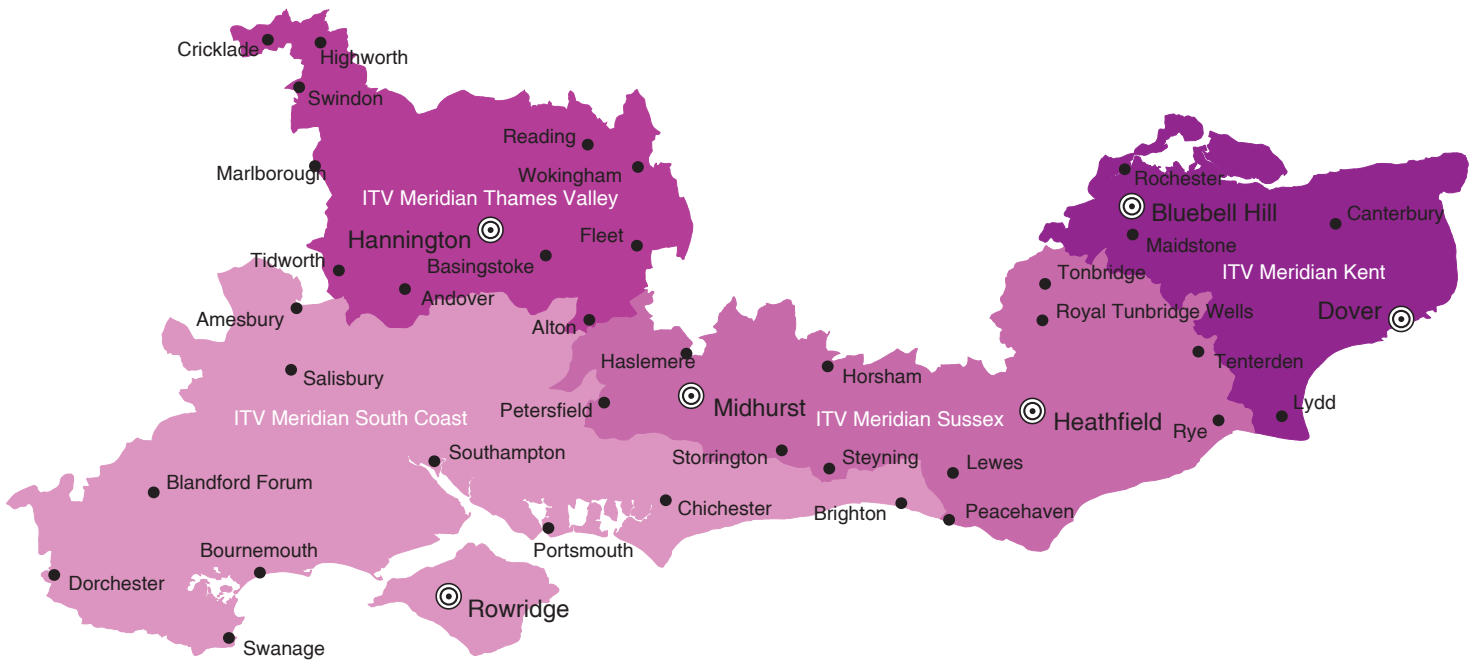 Cricklade
Highworth
Swindon
Reading
Marlborough
Wokingham
Rochester
ITV Meridian Thames Valley
Bluebell Hill
Canterbury
Hannington
Fleet
Maidstone
Tidworth
Basingstoke
Tonbridge
ITV Meridian Kent
Andover
Amesbury
Alton
Royal Tunbridge Wells
Dover
Haslemere
Tenterden
Salisbury
Horsham
Petersfield
Midhurst
Lydd
ITV Meridian South Coast
ITV Meridian Sussex
Heathfield
Rye
Southampton
Storrington
Steyning
Lewes
Blandford Forum
Chichester
Brighton
Peacehaven
Bournemouth
Portsmouth
Dorchester
Rowridge
Swanage